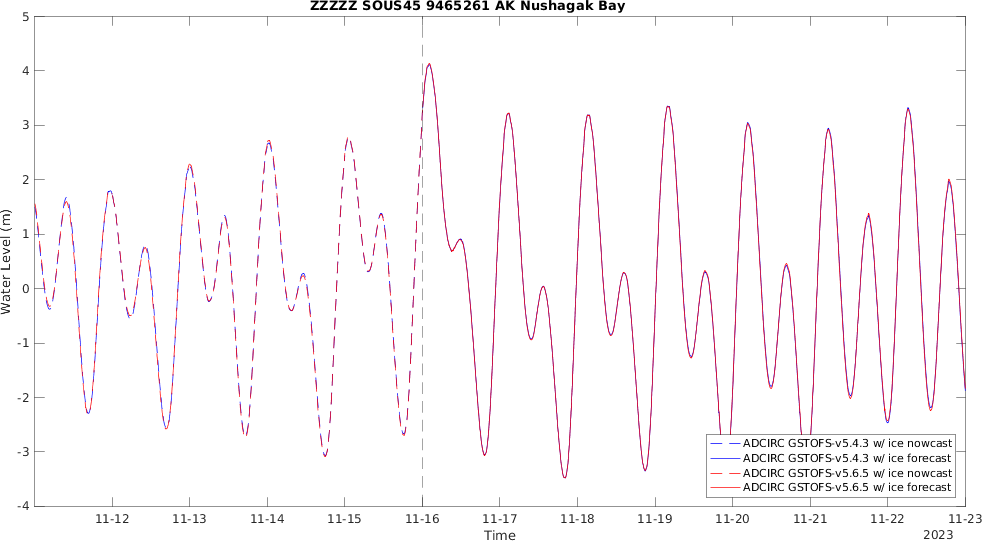 ZZZZZ SOUS45 9465261 AK Nushagak Bay
Water Level (m)
5
4
3
2
1
0
-1
-2
-3
-4
ADCIRC GSTOFS-v5.4.3 w/ ice nowcast
ADCIRC GSTOFS-v5.4.3 w/ ice forecast
ADCIRC GSTOFS-v5.6.5 w/ ice nowcast
ADCIRC GSTOFS-v5.6.5 w/ ice forecast
11-12 11-13 11-14 11-15 11-16 11-17 11-18 11-19 11-20 11-21 11-22 11-23
Time
2023